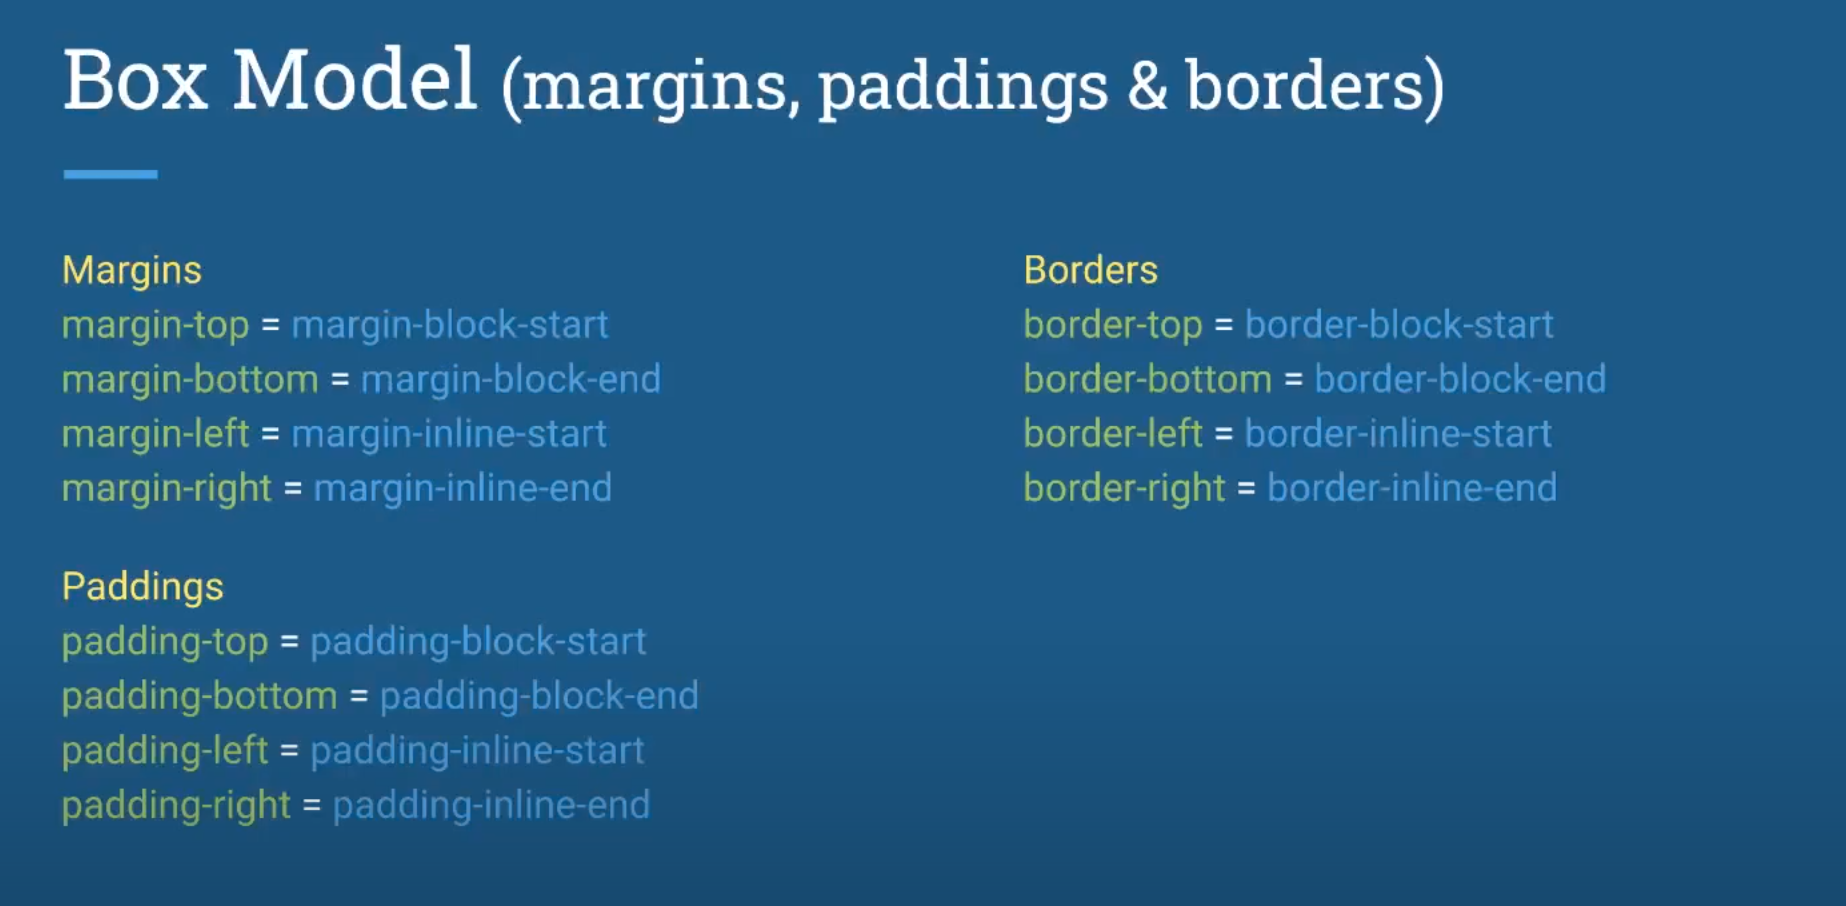 Box Model (margins, paddings & borders)
Margins
margin-top = margin-block-start
margin-bottom = margin-block-end
margin-left = margin-inline-start
margin-right = margin-inline-end
Paddings
padding-top = padding-block-start
padding-bottom = padding-block-end
padding-left = padding-inline-start
padding-right = padding-inline-end
Borders
border-top = border-block-start
border-bottom = border-block-end
border-left = border-inline-start
border-right = border-inline-end